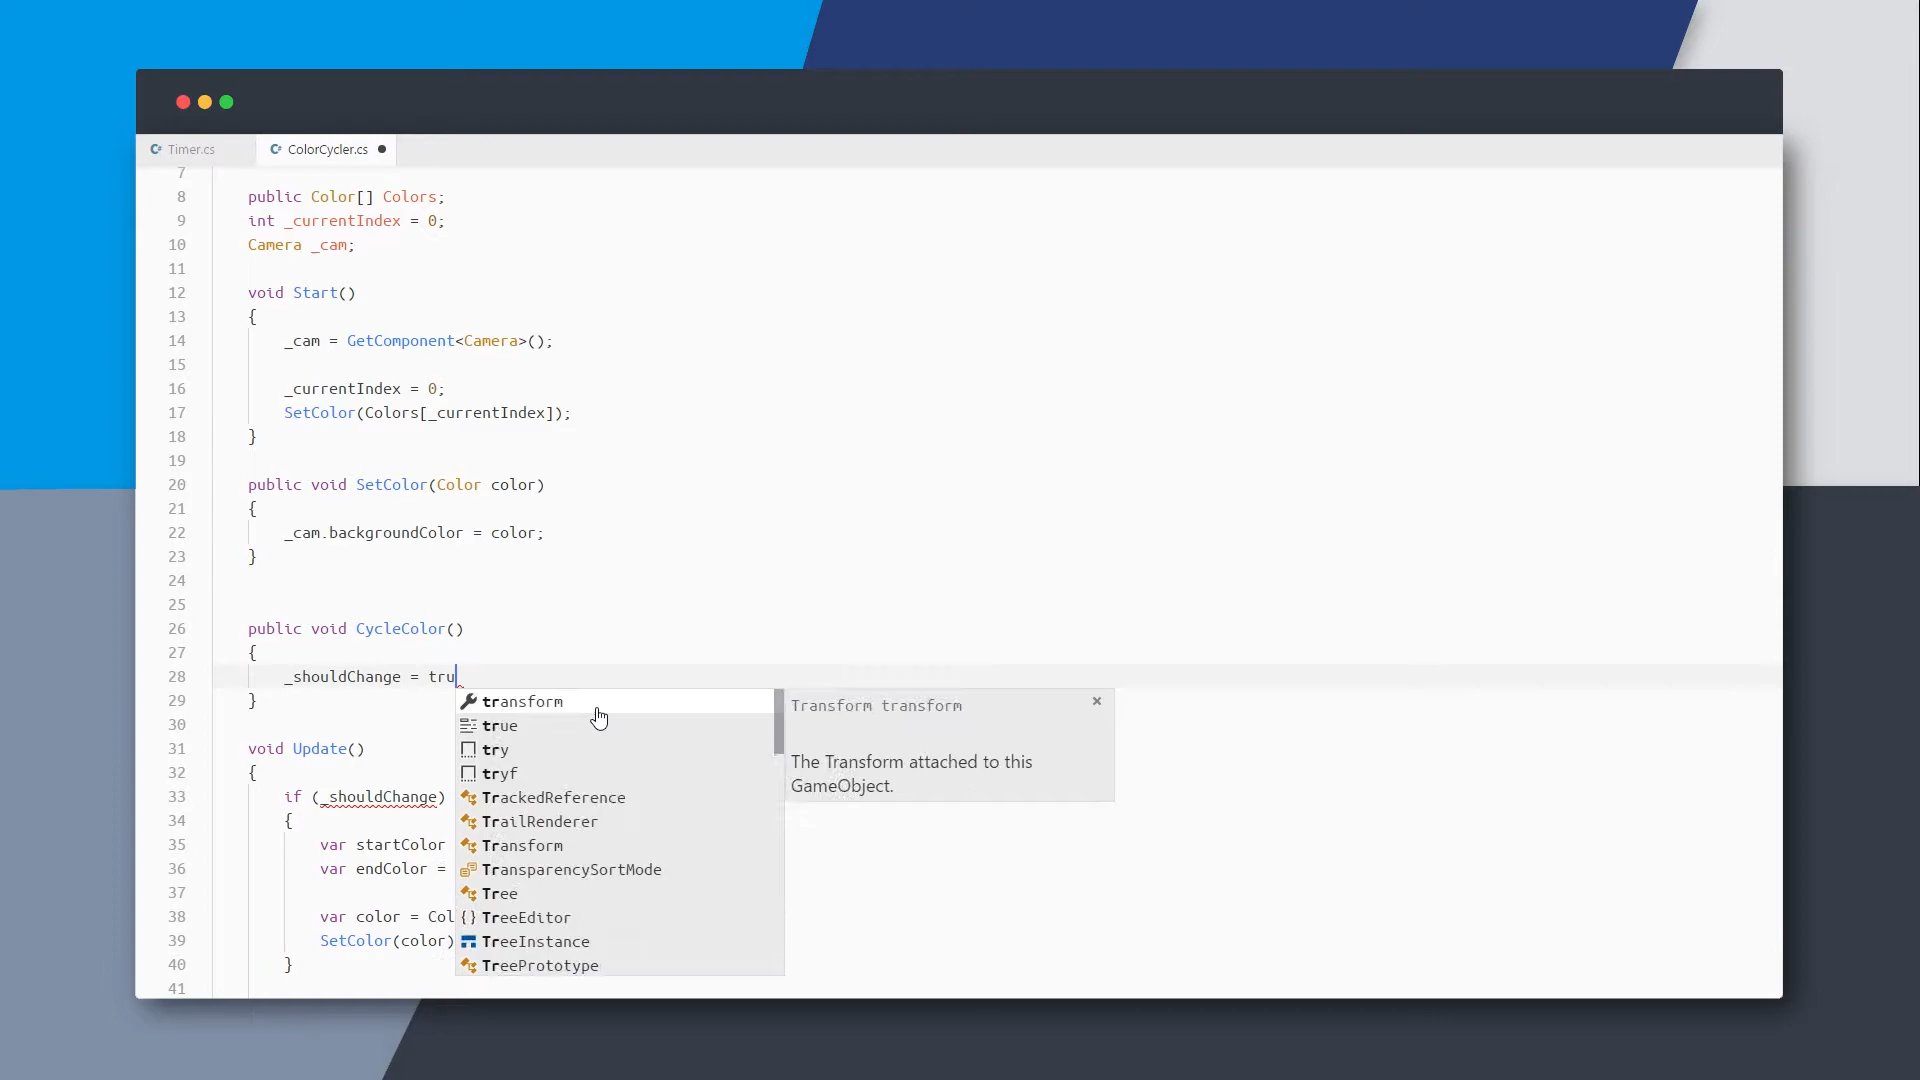 Timer.cs
ColorCycler.cs
7
8 public Color[] Colors;
9 int _currentIndex = 0;
10 Camera _cam;
11
12 void Start()
13 {
14 _cam = GetComponent<Camera>();
15
16 _currentIndex = 0;
17 SetColor(Colors[_currentIndex]);
18 }
19
20 public void SetColor(Color color)
21 {
22 _cam.backgroundColor = color;
23 }
24
25
26 public void CycleColor()
27 {
28 _shouldChange = tru
29 }
30
31 void Update()
32 {
33 if (_shouldChange)
34 {
35 var startColor
36 var endColor =
37
38 var color = Col
39 SetColor(color)
40 }
41
transform
true
try
tryf
TrackedReference
TrailRenderer
Transform
TransparencySortMode
Tree
TreeEditor
TreeInstance
TreePrototype
Transform transform
The Transform attached to this
GameObject.